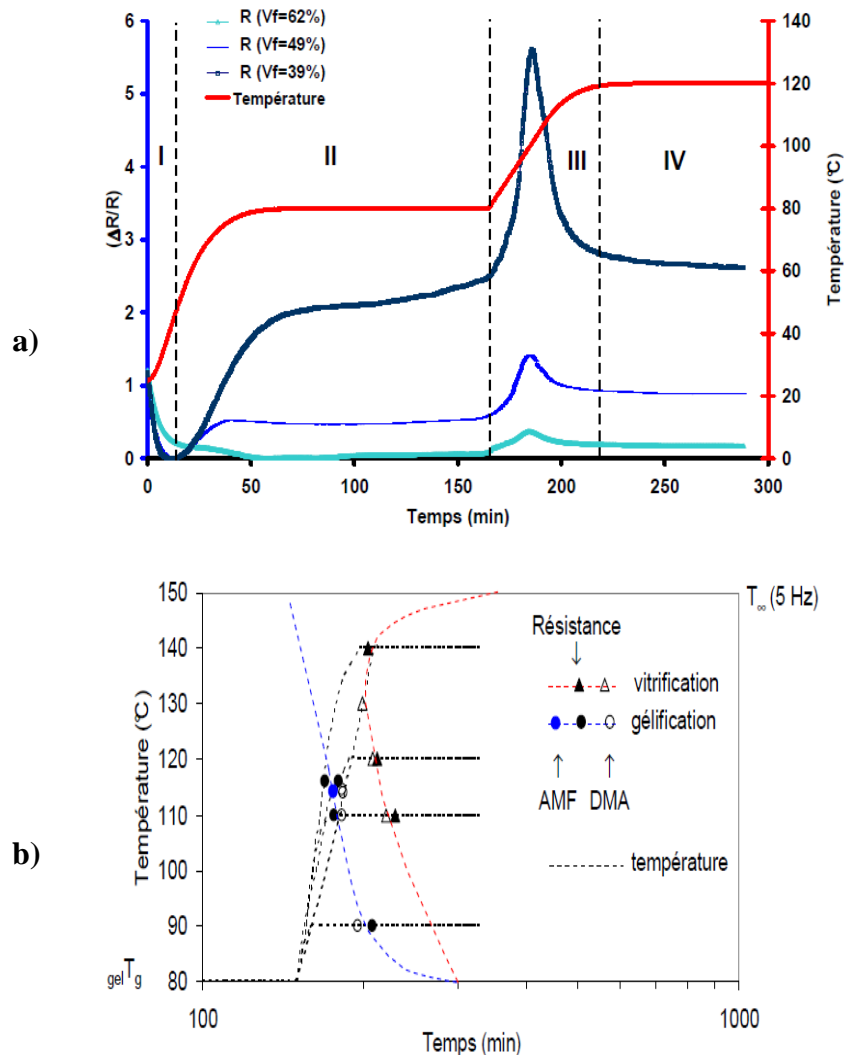 a)
R (Vf=62%)
R (Vf=49%)
R (Vf=39%)
Température
(ΔR/R)
6
5
4
3
2
1
0
I
II
III
IV
140
120
100
80
60
40
20
0
Température (°C)
0 50 100 150 200 250 300
Temps (min)
b)
Température (°C)
150
140
130
120
110
100
90
80
gelTg
T∞ (5 Hz)
Résistance
↓
vitrification
gélification
↑ ↑
AMF DMA
température
100 1000
Temps (min)